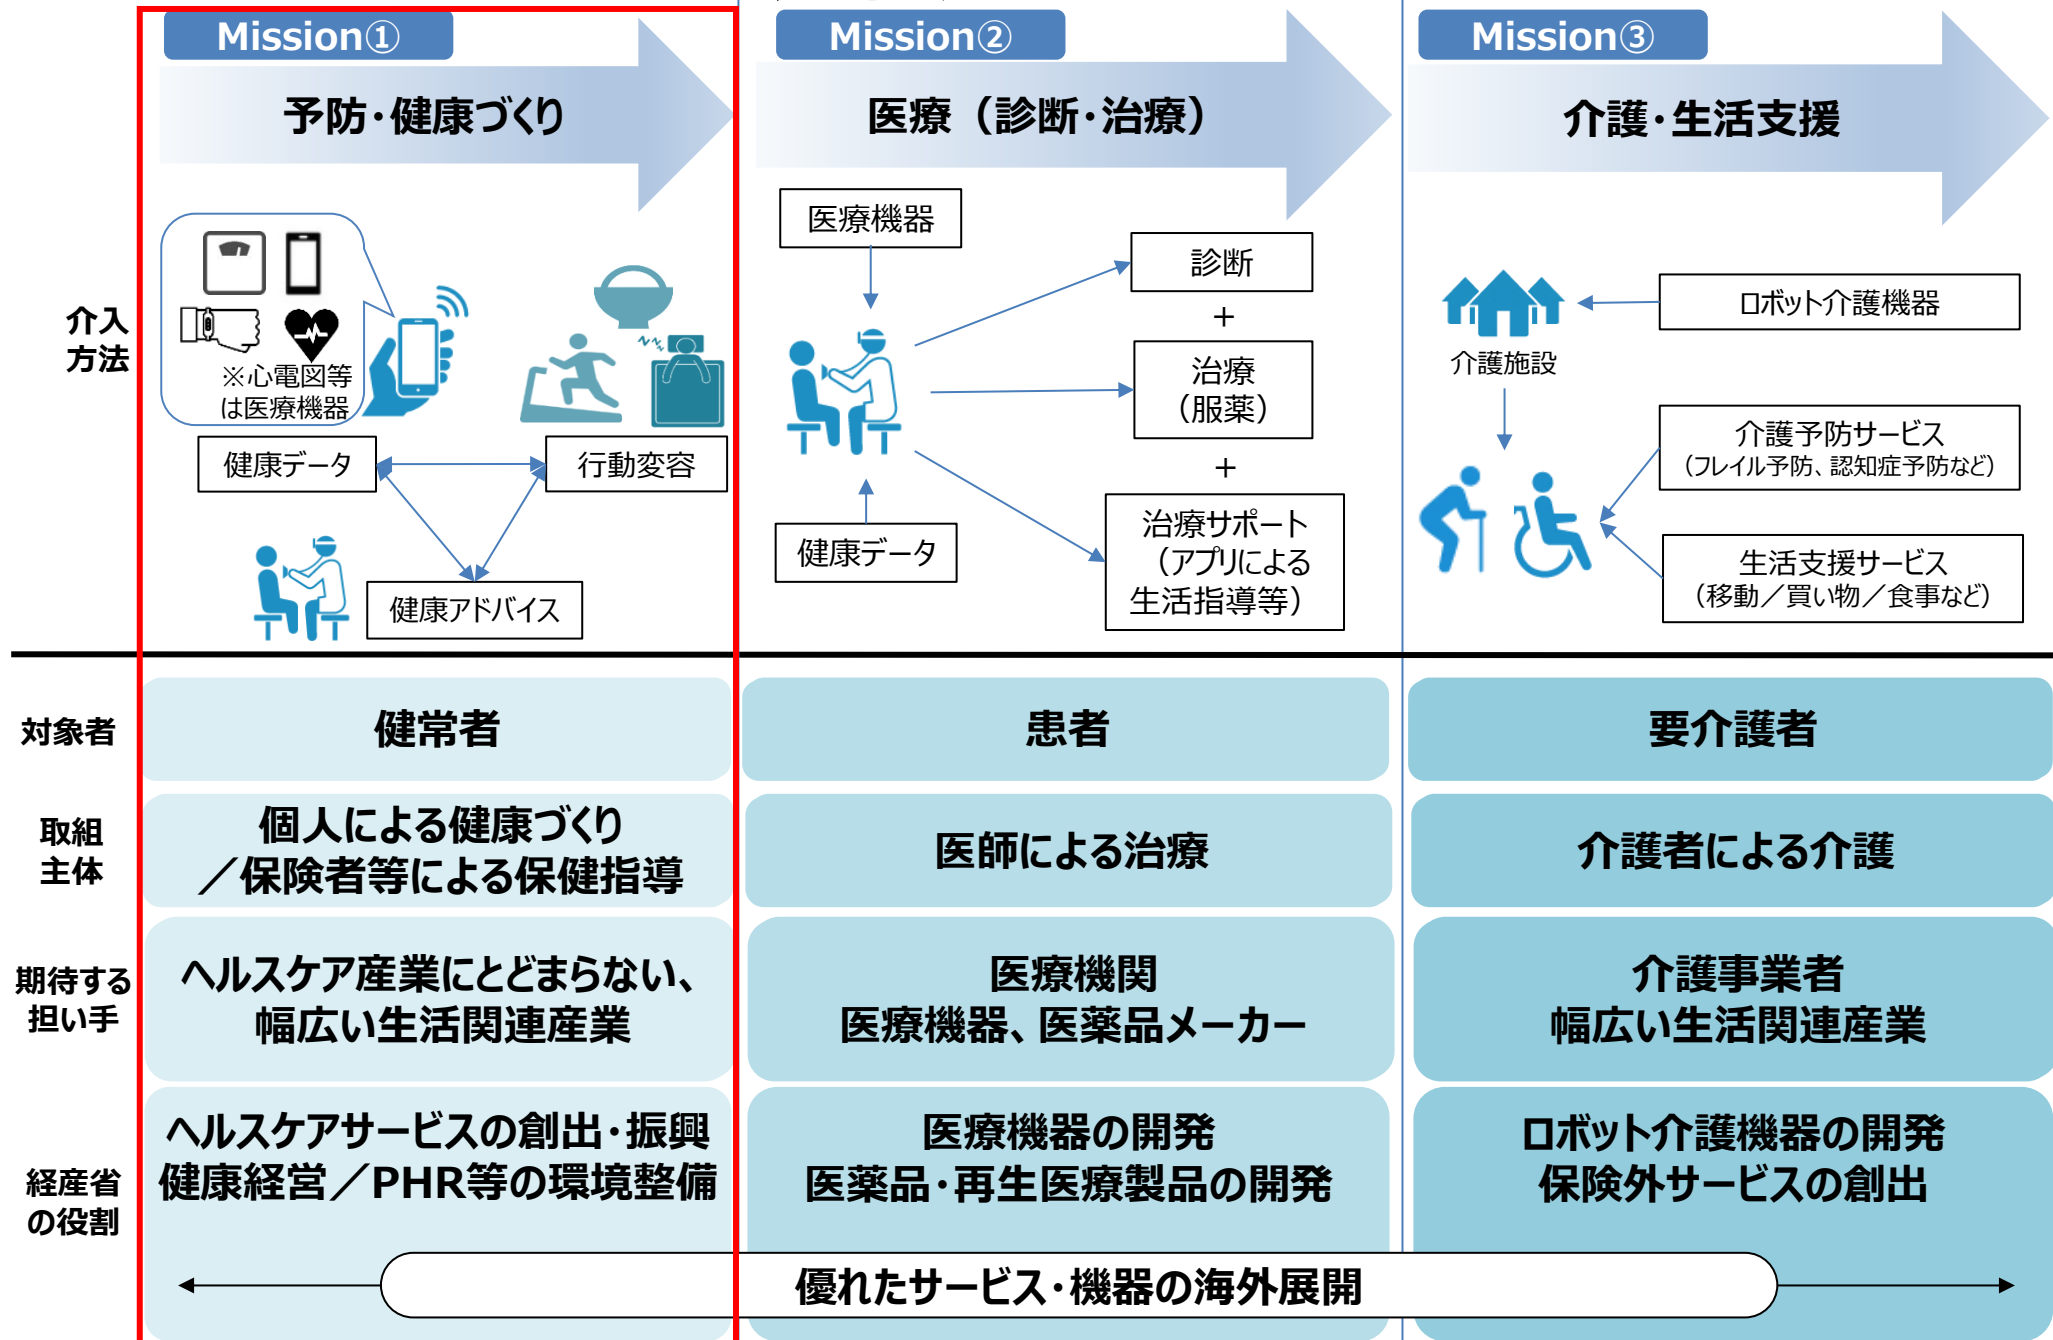 Mission①
Mission②
Mission③
予防・健康づくり
医療（診断・治療）
介護・生活支援
介入
方法
※心電図等
は医療機器
健康データ
行動変容
健康アドバイス
医療機器
健康データ
診断
+
治療
（服薬）
+
治療サポート
（アプリによる
生活指導等）
介護施設
ロボット介護機器
介護予防サービス
（フレイル予防、認知症予防など）
生活支援サービス
（移動／買い物／食事など）
対象者
健常者
患者
要介護者
取組
主体
個人による健康づくり
／保険者等による保健指導
医師による治療
介護者による介護
期待する
担い手
ヘルスケア産業にとどまらない、
幅広い生活関連産業
医療機関
医療機器、医薬品メーカー
介護事業者
幅広い生活関連産業
経産省
の役割
ヘルスケアサービスの創出・振興
健康経営／PHR等の環境整備
医療機器の開発
医薬品・再生医療製品の開発
ロボット介護機器の開発
保険外サービスの創出
優れたサービス・機器の海外展開